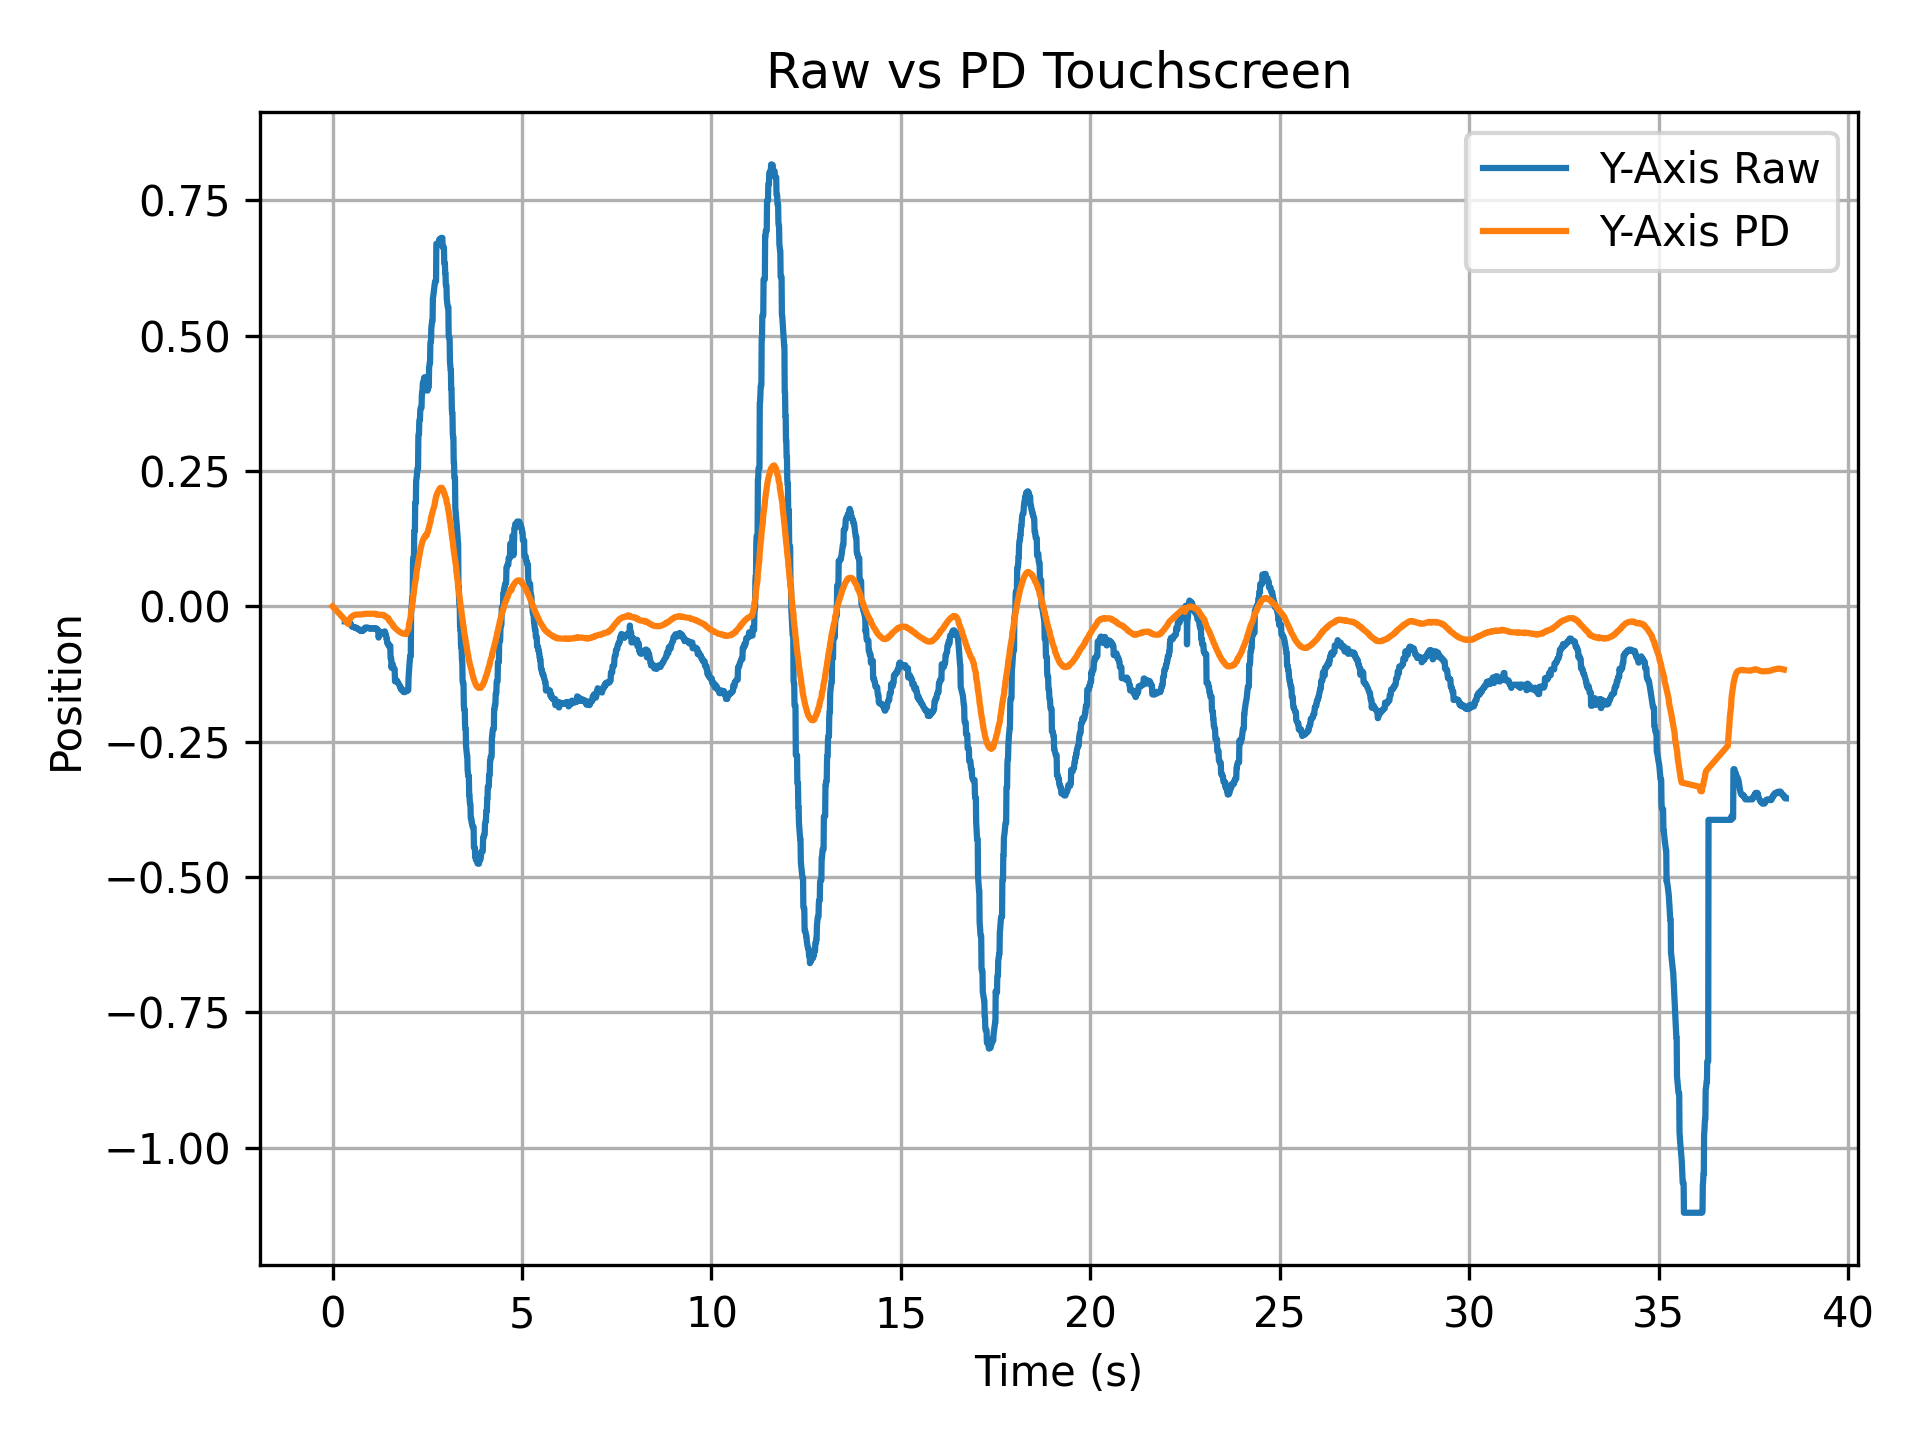 Raw vs PD Touchscreen
Y-Axis Raw
Y-Axis PD
Position
0.75
0.50
0.25
0.00
−0.25
−0.50
−0.75
−1.00
0 5 10 15 20 25 30 35 40
Time (s)